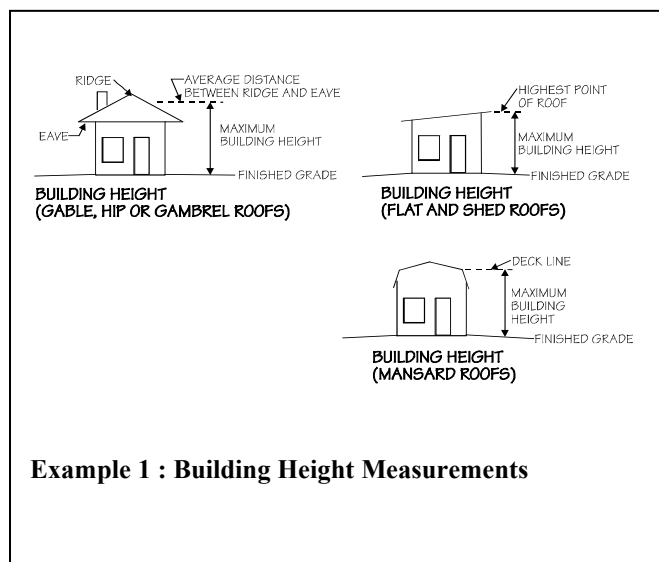 RIDGE
AVERAGE DISTANCE
BETWEEN RIDGE AND EAVE
EAVE
MAXIMUM
BUILDING HEIGHT
FINISHED GRADE
BUILDING HEIGHT
(GABLE, HIP OR GAMBREL ROOFS)
HIGHEST POINT
OF ROOF
MAXIMUM
BUILDING HEIGHT
FINISHED GRADE
BUILDING HEIGHT
(FLAT AND SHED ROOFS)
DECK LINE
MAXIMUM
BUILDING
HEIGHT
FINISHED GRADE
BUILDING HEIGHT
(MANSARD ROOFS)
Example 1 : Building Height Measurements